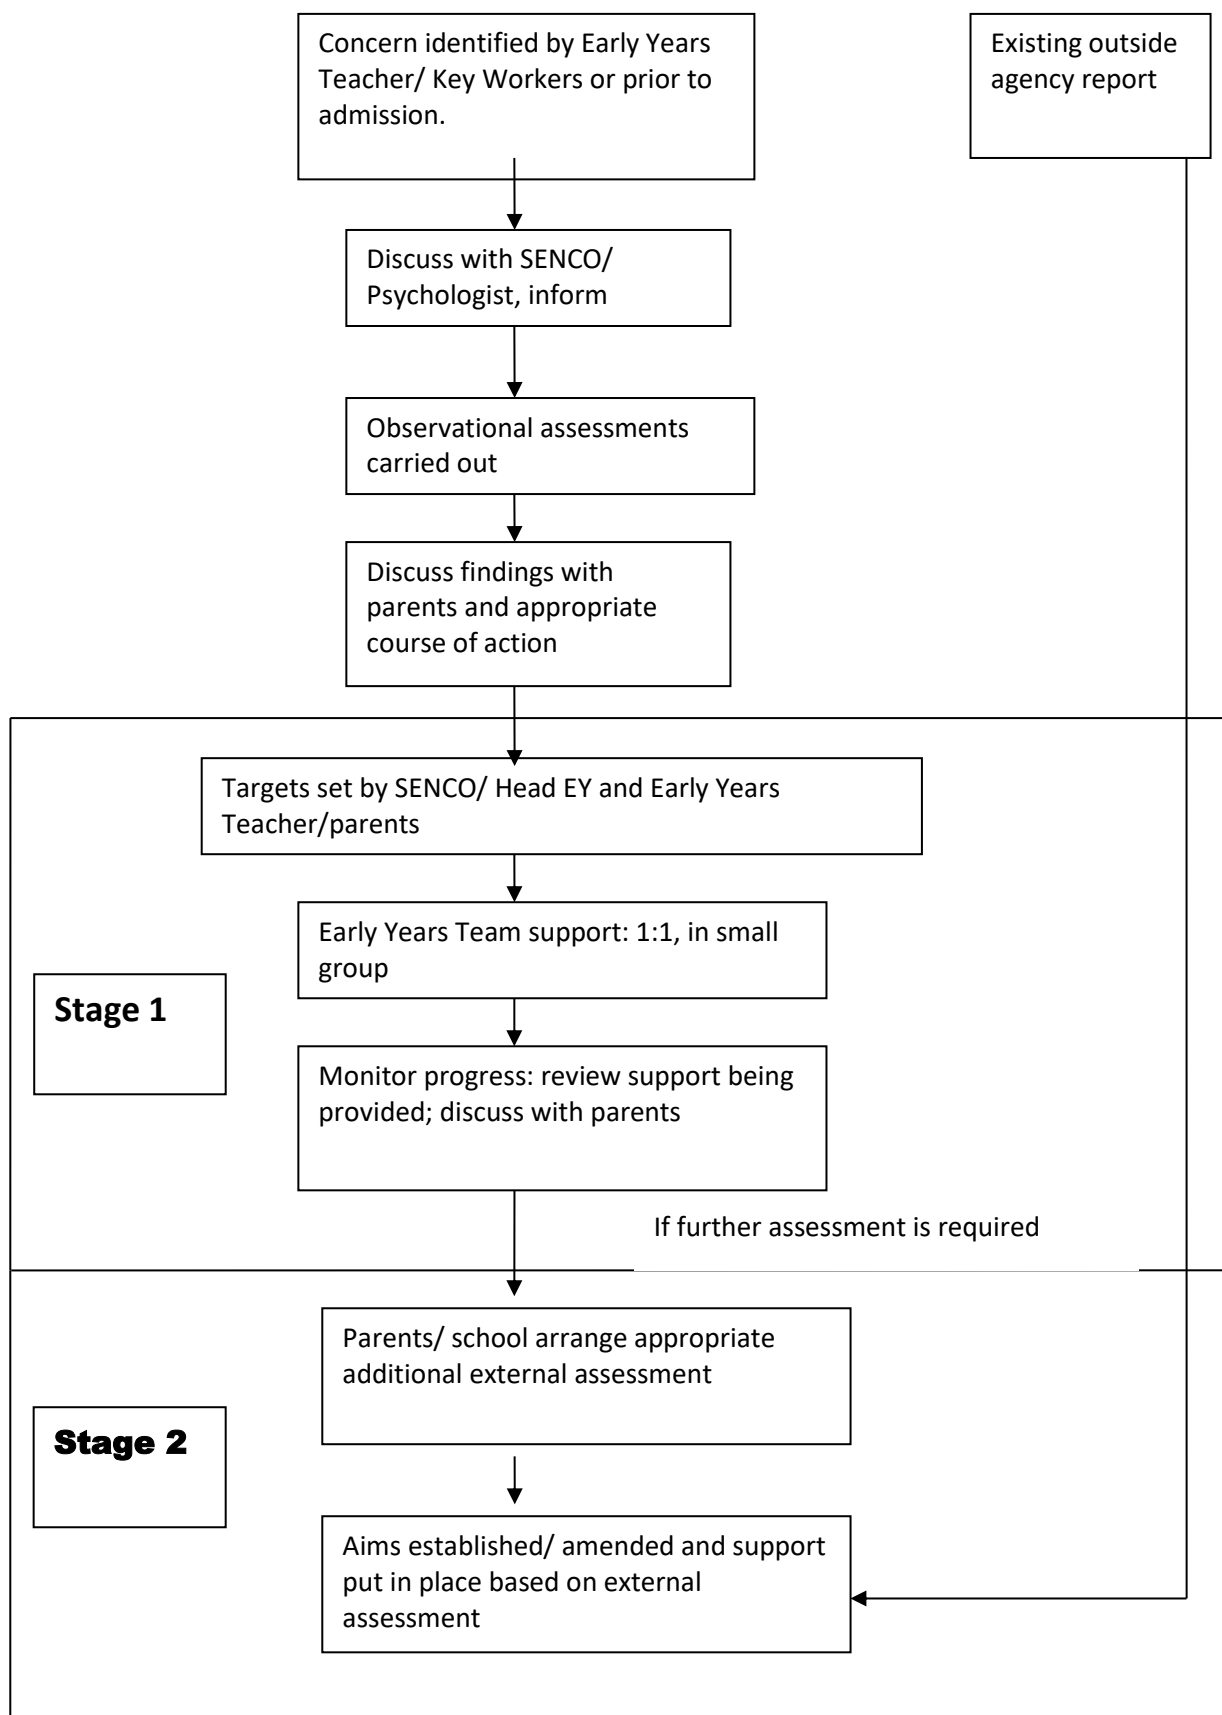 Concern identified by Early Years
Teacher/ Key Workers or prior to
admission.
Existing outside
agency report
Discuss with SENCO/
Psychologist, inform
Observational assessments
carried out
Discuss findings with
parents and appropriate
course of action
Targets set by SENCO/ Head EY and Early Years
Teacher/parents
Early Years Team support: 1:1, in small
group
Stage 1
Monitor progress: review support being
provided; discuss with parents
If further assessment is required
Parents/ school arrange appropriate
additional external assessment
Stage 2
Aims established/ amended and support
put in place based on external
assessment